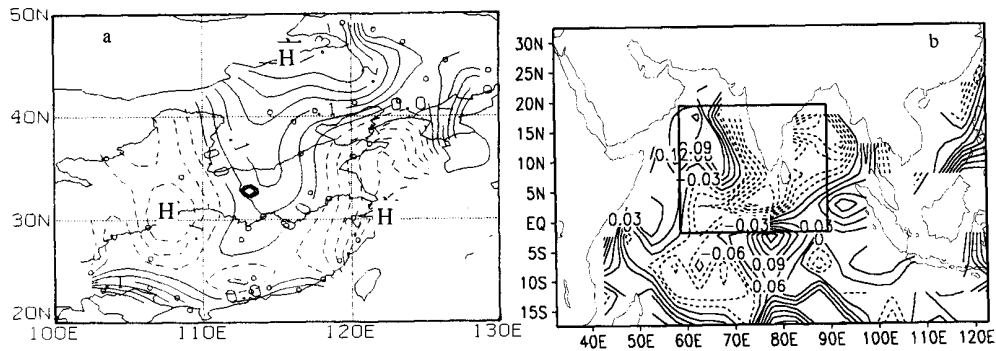 50N
a
H
40N
H
H
30N
20N
100E 110E 120E 130E
b
30N
25N
20N
15N
10N
5N
EQ
5S
10S
15S
0.03
0.12
.09
-0.03
0.03
0.03
0
-0.06
0.09
0.06
40E 50E 60E 70E 80E 90E 100E 110E 120E